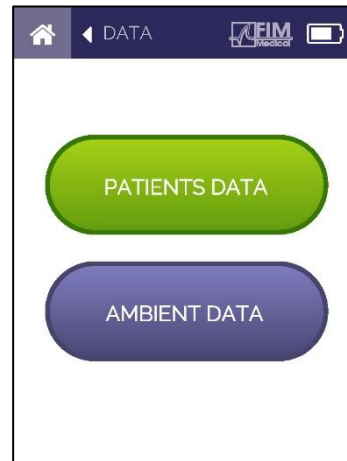 DATA
FIM
Medical
PATIENTS DATA
AMBIENT DATA